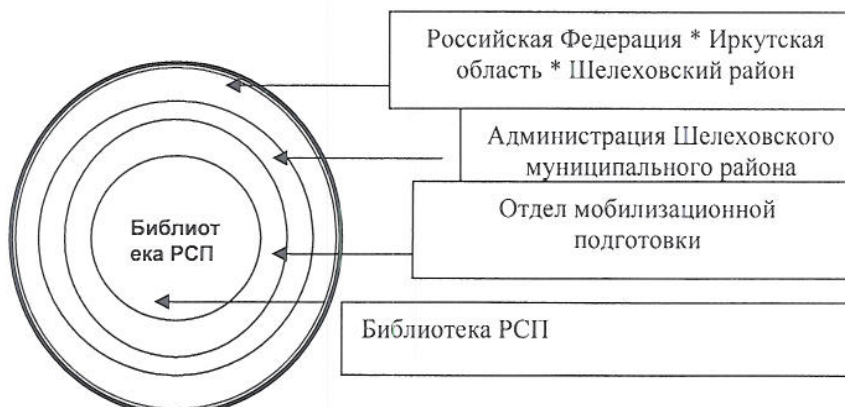 Российская Федерация * Иркутская
область * Шелеховский район
Администрация Шелеховского
муниципального района
Отдел мобилизационной
подготовки
Библиот
ека РСП
Библиотека РСП